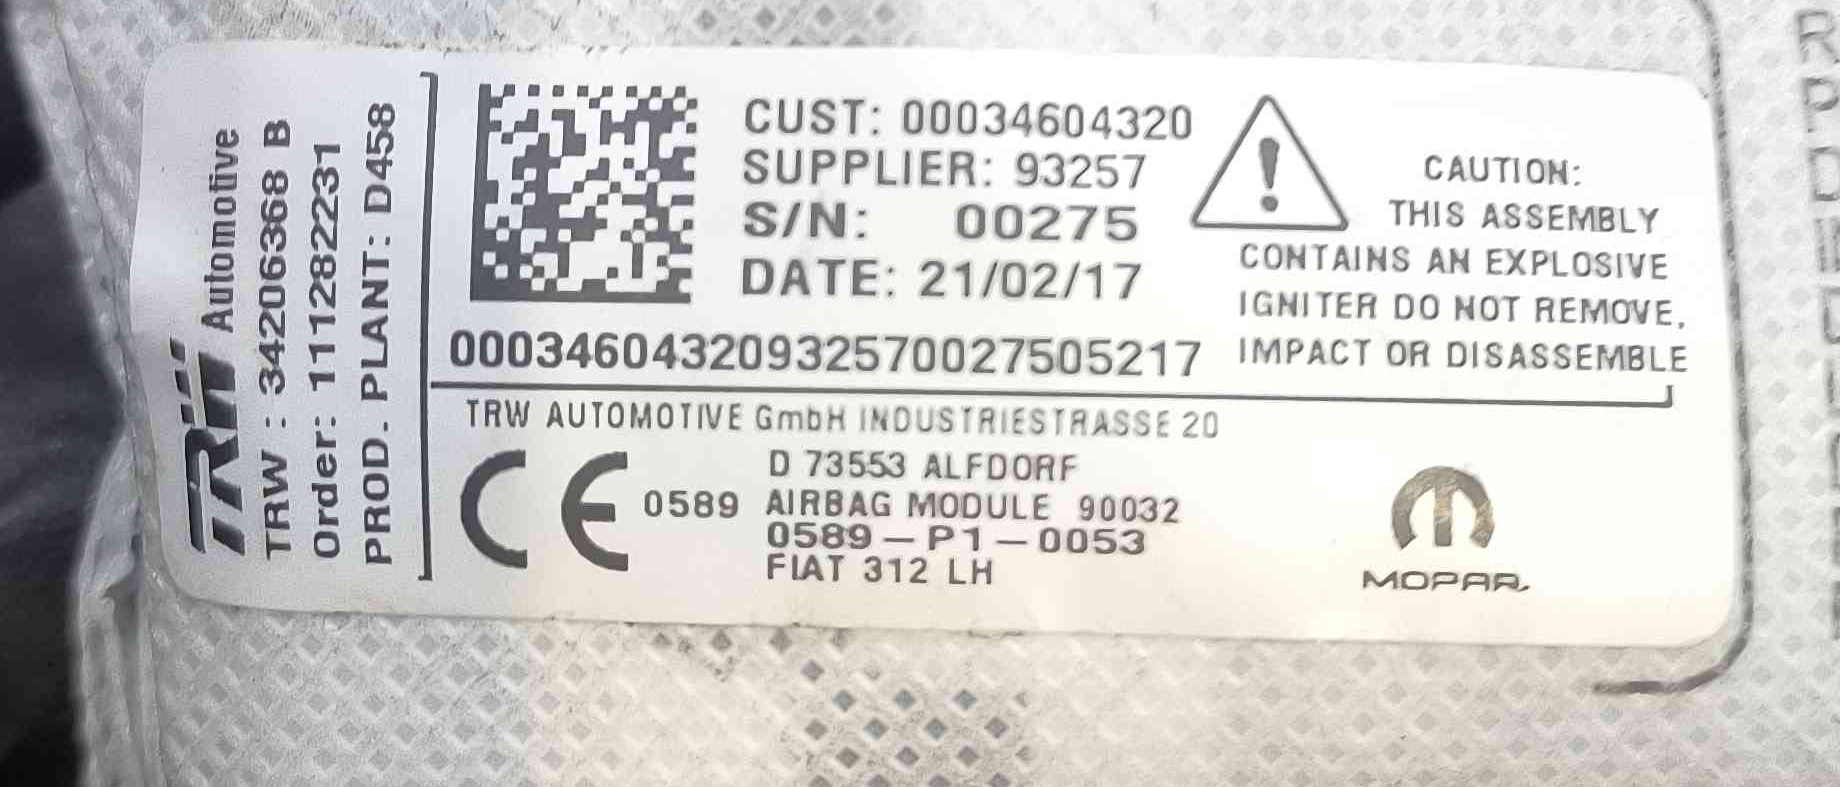 TRW Automotive
TRW : 34206368 B
Order: 111282231
PROD. PLANT: D458
CUST: 00034604320
SUPPLIER: 93257
S/N: 00275
DATE: 21/02/17
00034604320932570027505217
CAUTION:
THIS ASSEMBLY
CONTAINS AN EXPLOSIVE
IGNITER DO NOT REMOVE,
IMPACT OR DISASSEMBLE
TRW AUTOMOTIVE GmbH INDUSTRIESTRASSE 20
D 73553 ALFDORF
CE 0589 AIRBAG MODULE 90032
0589-P1-0053
FIAT 312 LH
MOPAR